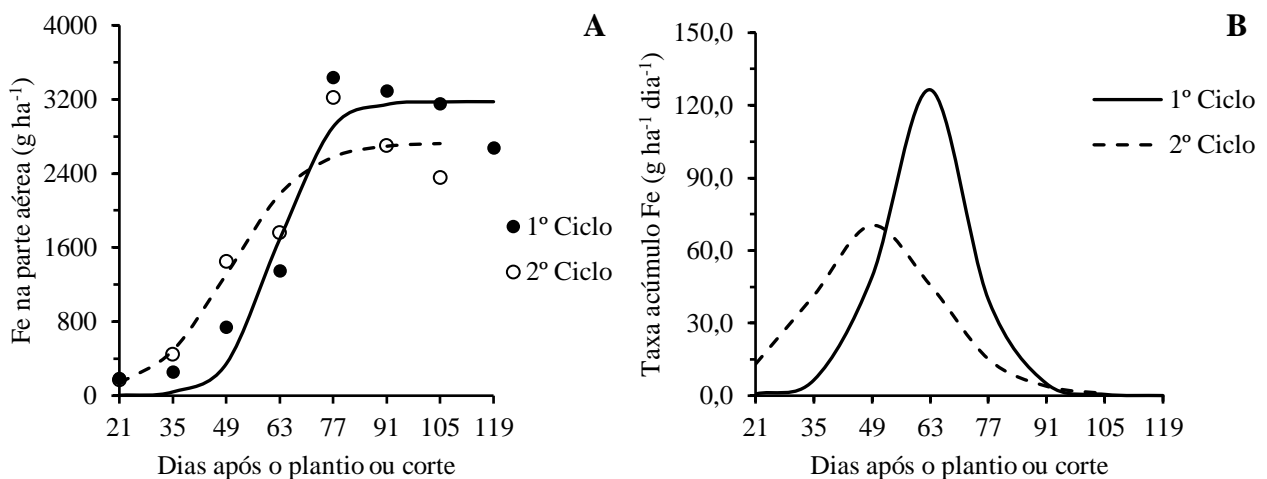 A
Fe na parte aérea (g ha⁻¹)
4000
3200
2400
1600
800
0
21 35 49 63 77 91 105 119
Dias após o plantio ou corte
1º Ciclo
2º Ciclo
B
Taxa acúmulo Fe (g ha⁻¹ dia⁻¹)
150,0
120,0
90,0
60,0
30,0
0,0
21 35 49 63 77 91 105 119
Dias após o plantio ou corte
1º Ciclo
2º Ciclo